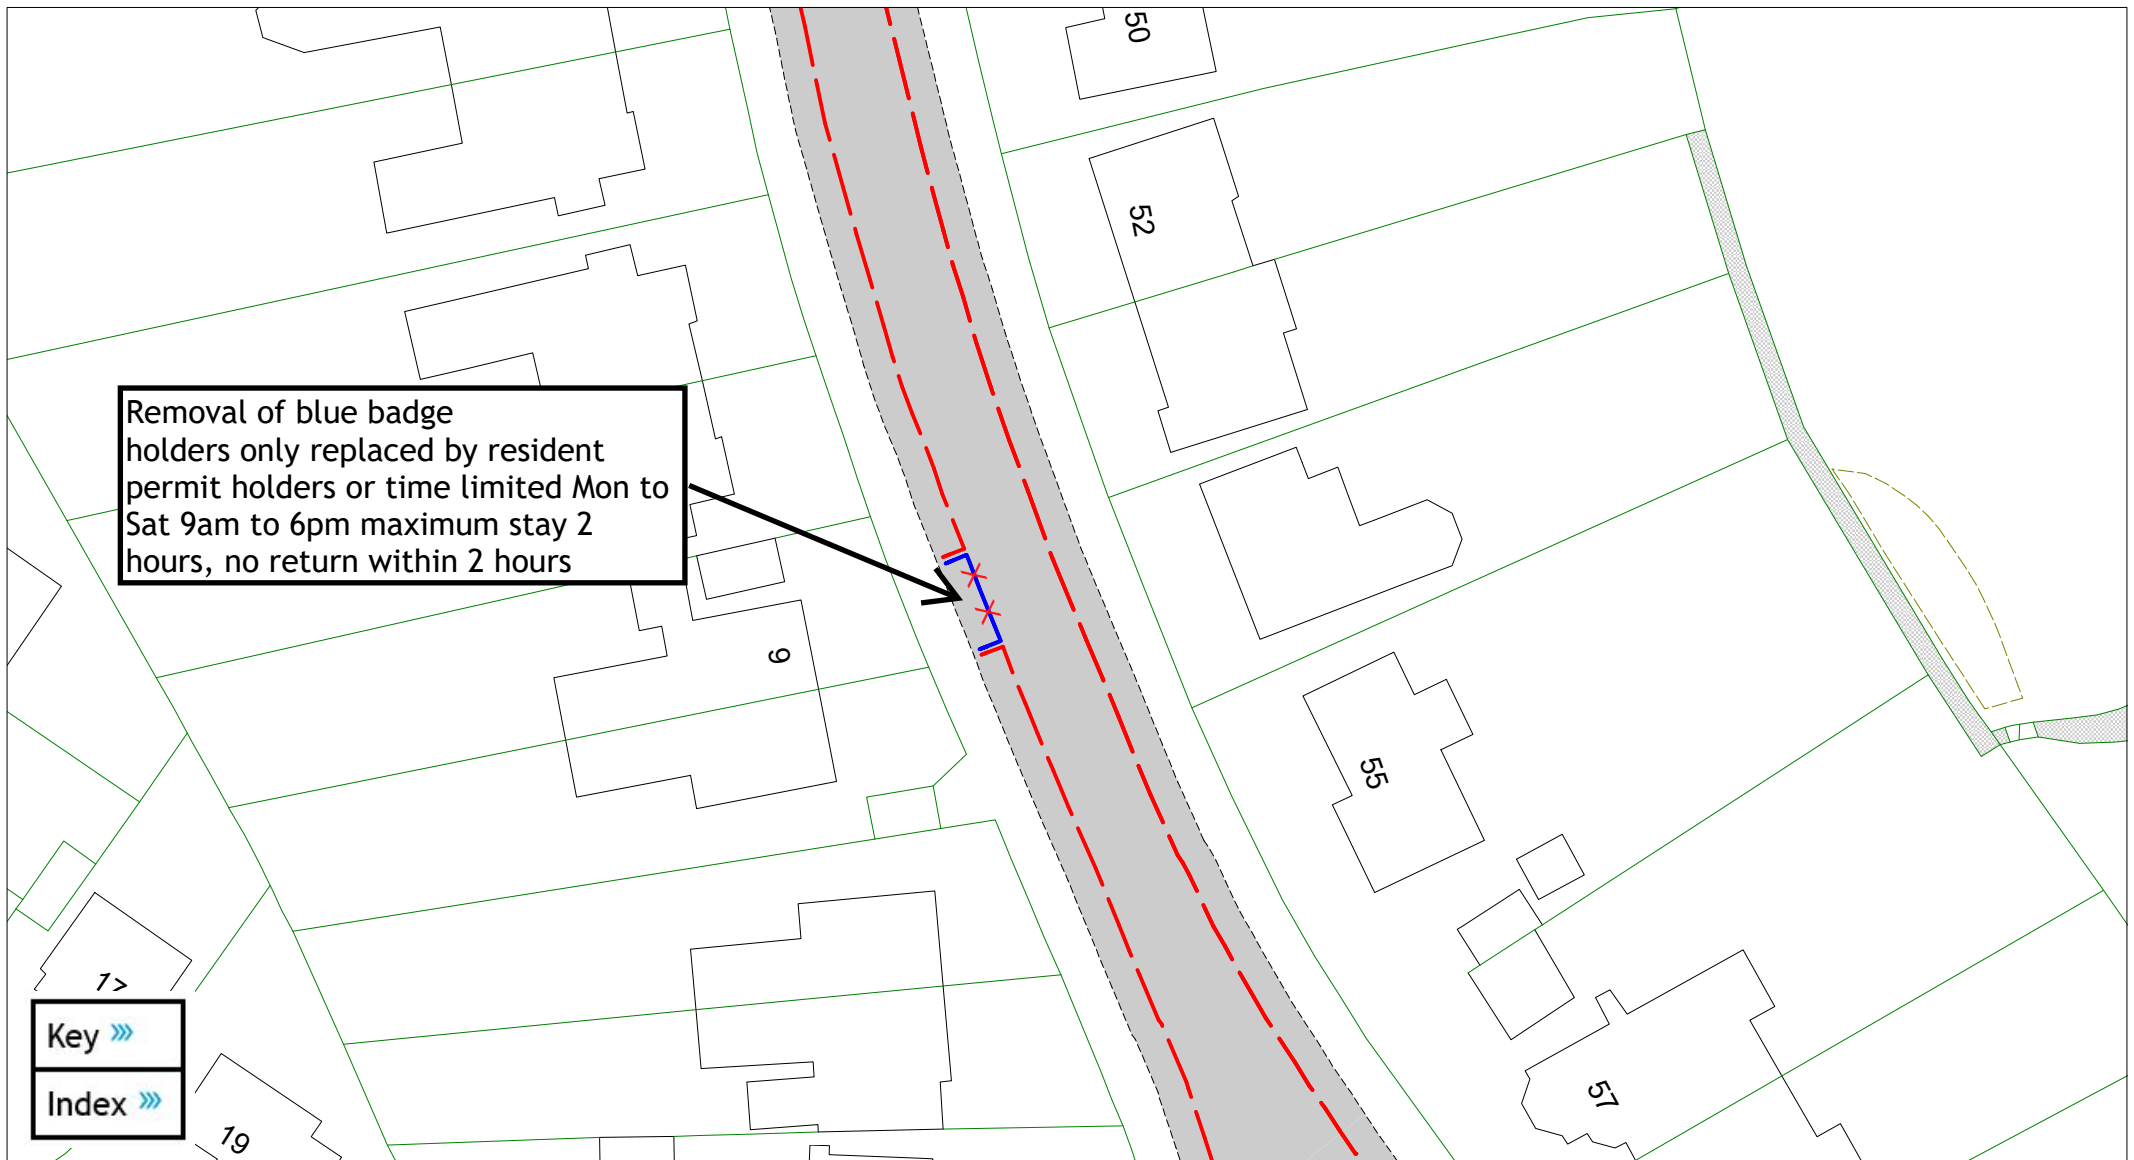 50
52
Removal of blue badge
holders only replaced by resident
permit holders or time limited Mon to
Sat 9am to 6pm maximum stay 2
hours, no return within 2 hours
9
55
17
Key »»
Index »»
57
19